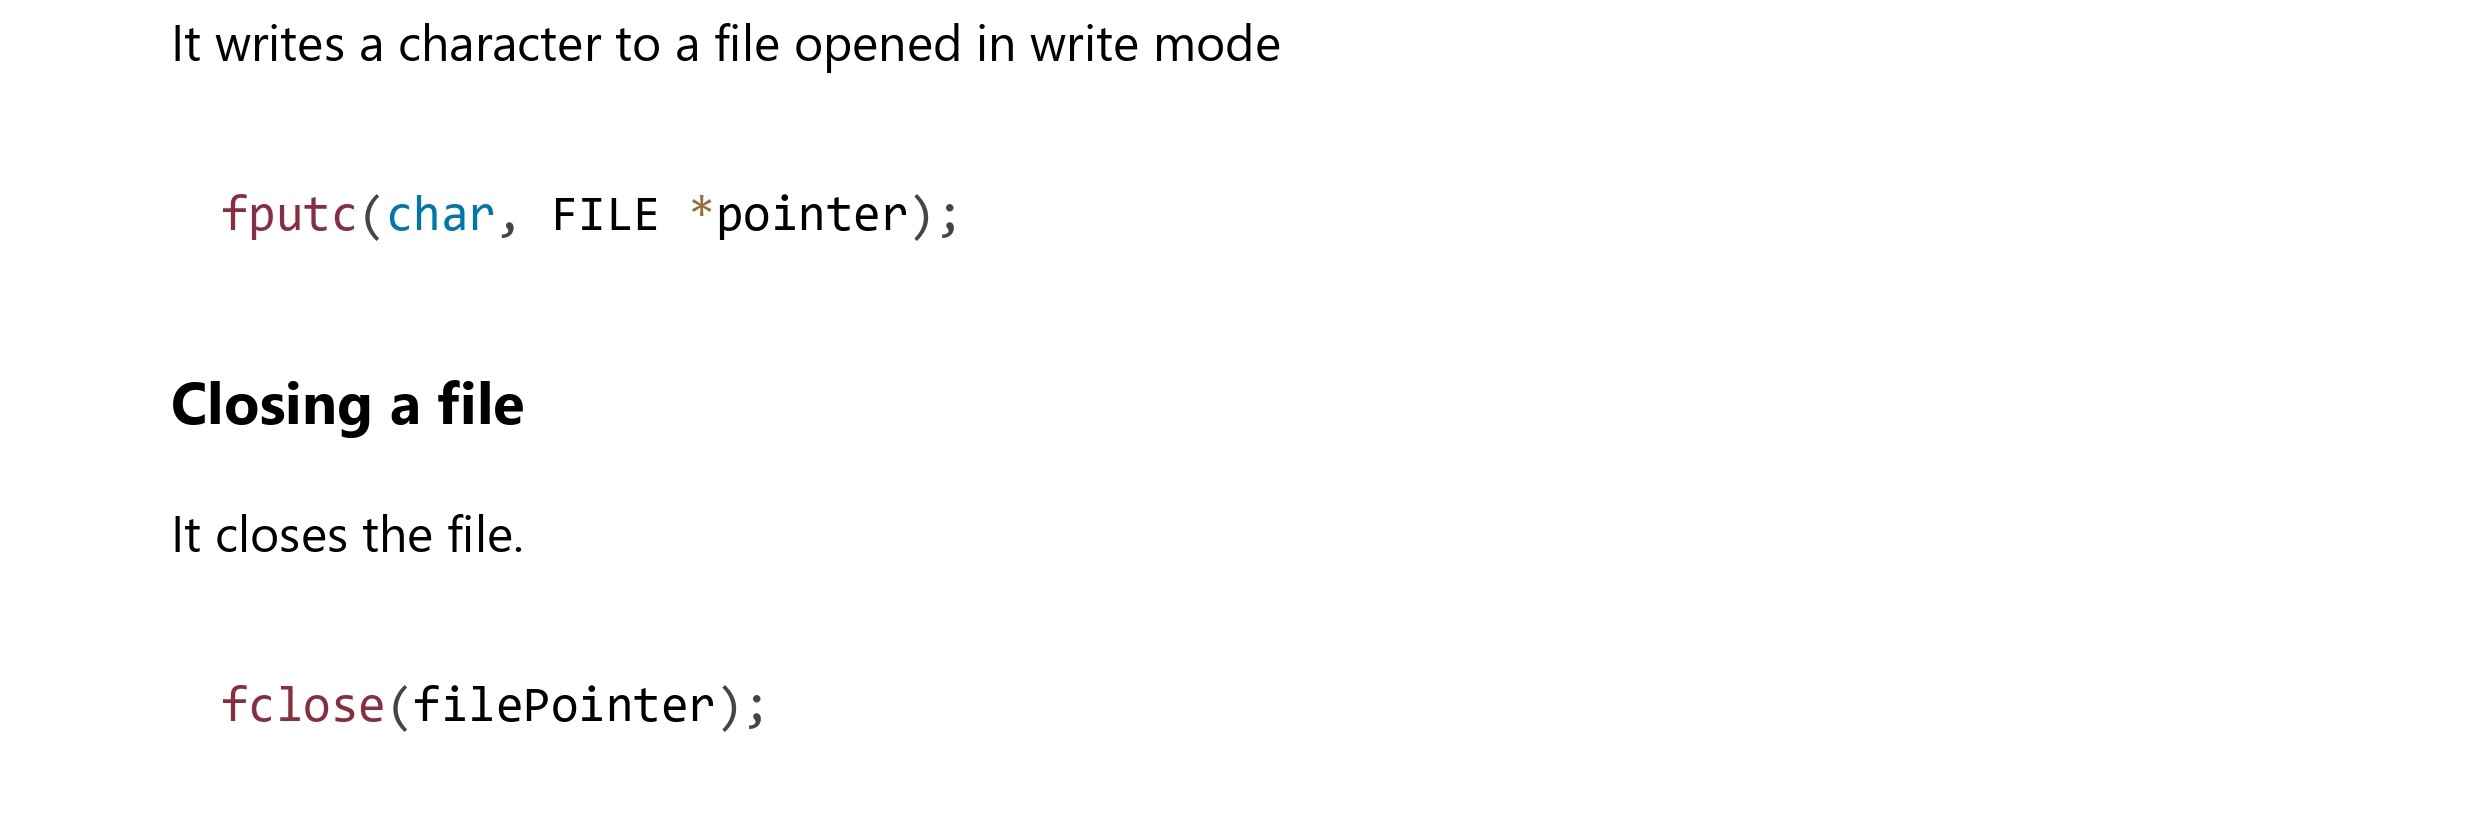 It writes a character to a file opened in write mode
fputc(char, FILE *pointer);
Closing a file
It closes the file.
fclose(filePointer);